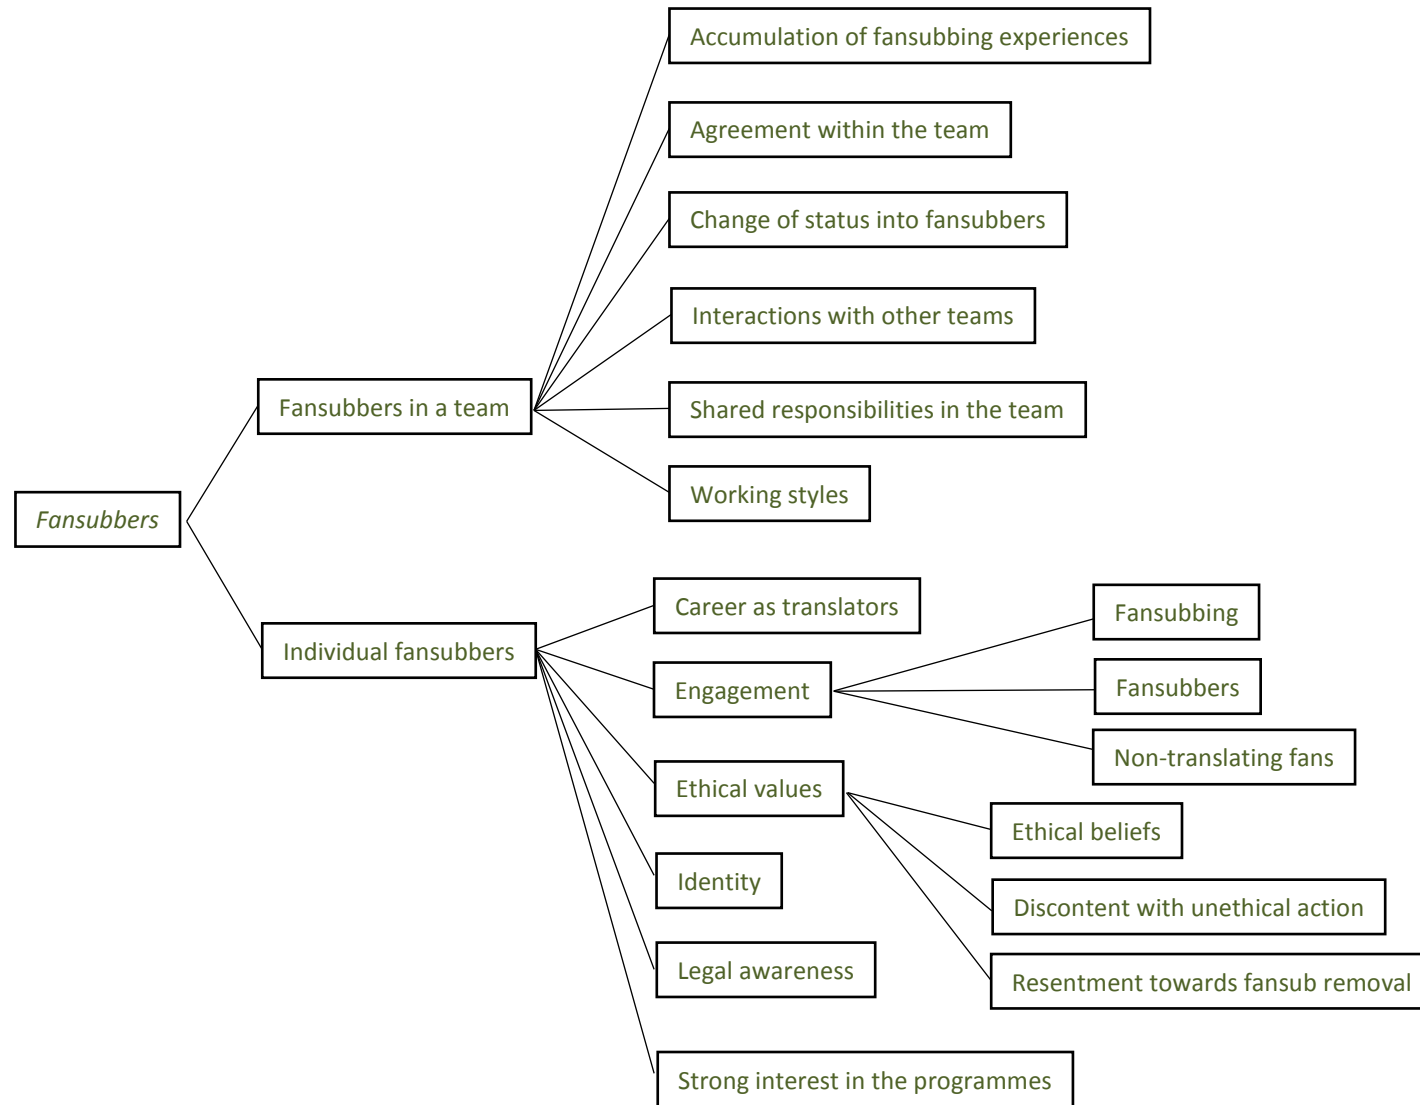 Fansubbers
Fansubbers in a team
Accumulation of fansubbing experiences
Agreement within the team
Change of status into fansubbers
Interactions with other teams
Shared responsibilities in the team
Working styles
Individual fansubbers
Career as translators
Engagement
Fansubbing
Fansubbers
Non-translating fans
Ethical values
Ethical beliefs
Discontent with unethical action
Resentment towards fansub removal
Identity
Legal awareness
Strong interest in the programmes